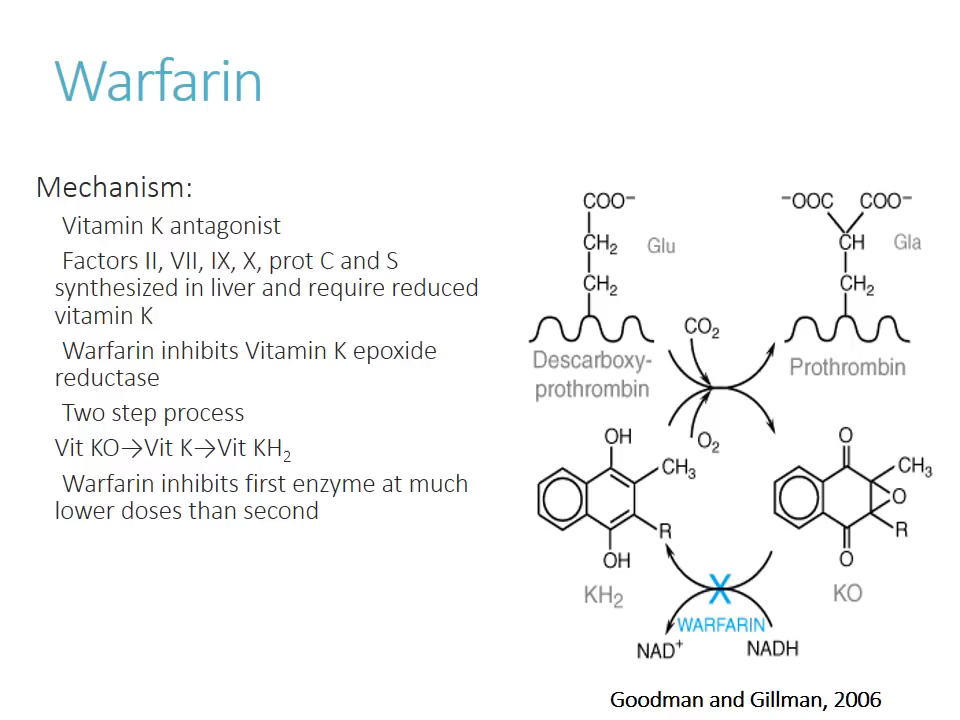 Warfarin
Mechanism:
Vitamin K antagonist
Factors II, VII, IX, X, prot C and S
synthesized in liver and require reduced
vitamin K
Warfarin inhibits Vitamin K epoxide
reductase
Two step process
Vit KO→Vit K→Vit KH₂
Warfarin inhibits first enzyme at much
lower doses than second
COO⁻
CH₂ Glu
CH₂
Descarboxy-
prothrombin
⁻OOC COO⁻
CH Gla
CH₂
Prothrombin
CO₂
O₂
OH
CH₃
R
OH
KH₂
O
CH₃
O
R
O
KO
X
WARFARIN
NAD⁺ NADH
Goodman and Gillman, 2006